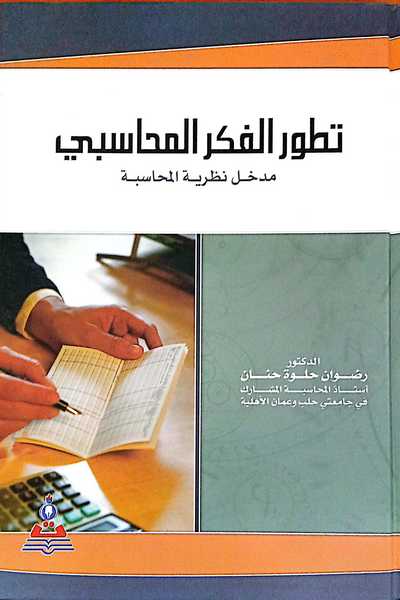 تطور الفكر المحاسبي
مدخل نظرية المحاسبة
الدكتور
رضوان حلوة حنان
أستاذ المحاسبة المشارك
في جامعتي حلب وعمان الأهلية